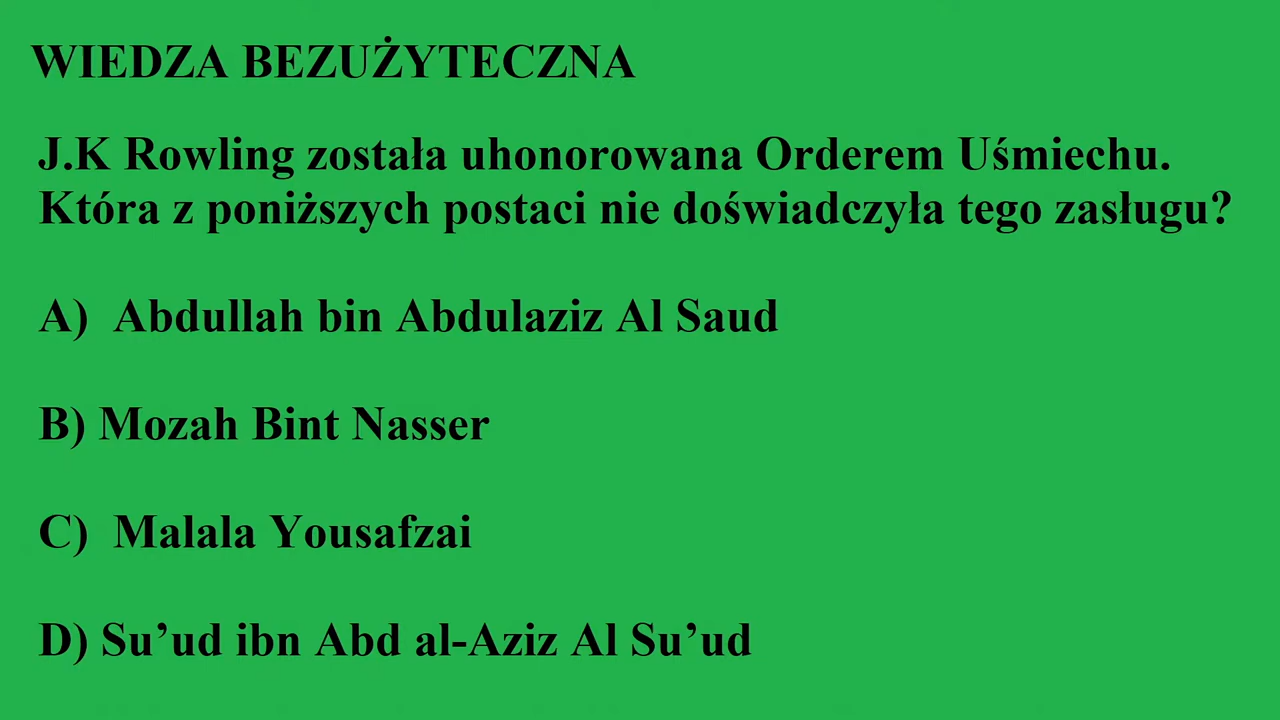 WIEDZA BEZUŻYTECZNA
J.K Rowling została uhonorowana Orderem Uśmiechu.
Która z poniższych postaci nie doświadczyła tego zasługu?
A) Abdullah bin Abdulaziz Al Saud
B) Mozah Bint Nasser
C) Malala Yousafzai
D) Su’ud ibn Abd al-Aziz Al Su’ud